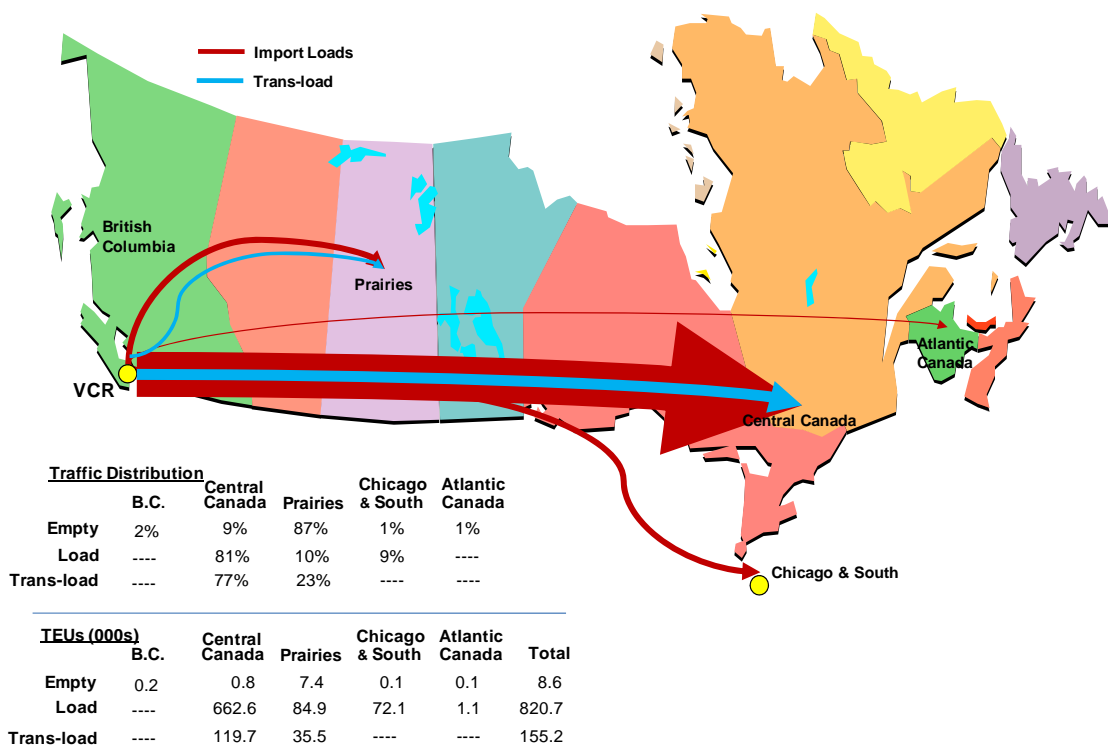 Import Loads
Trans-load
British
Columbia
Prairies
Atlantic
Canada
VCR
Central Canada
Chicago & South
Traffic Distribution
B.C. Central Canada Prairies Chicago & South Atlantic Canada
Empty 2% 9% 87% 1% 1%
Load ---- 81% 10% 9% ----
Trans-load ---- 77% 23% ---- ----
TEUs (000s)
B.C. Central Canada Prairies Chicago & South Atlantic Canada Total
Empty 0.2 0.8 7.4 0.1 0.1 8.6
Load ---- 662.6 84.9 72.1 1.1 820.7
Trans-load ---- 119.7 35.5 ---- ---- 155.2